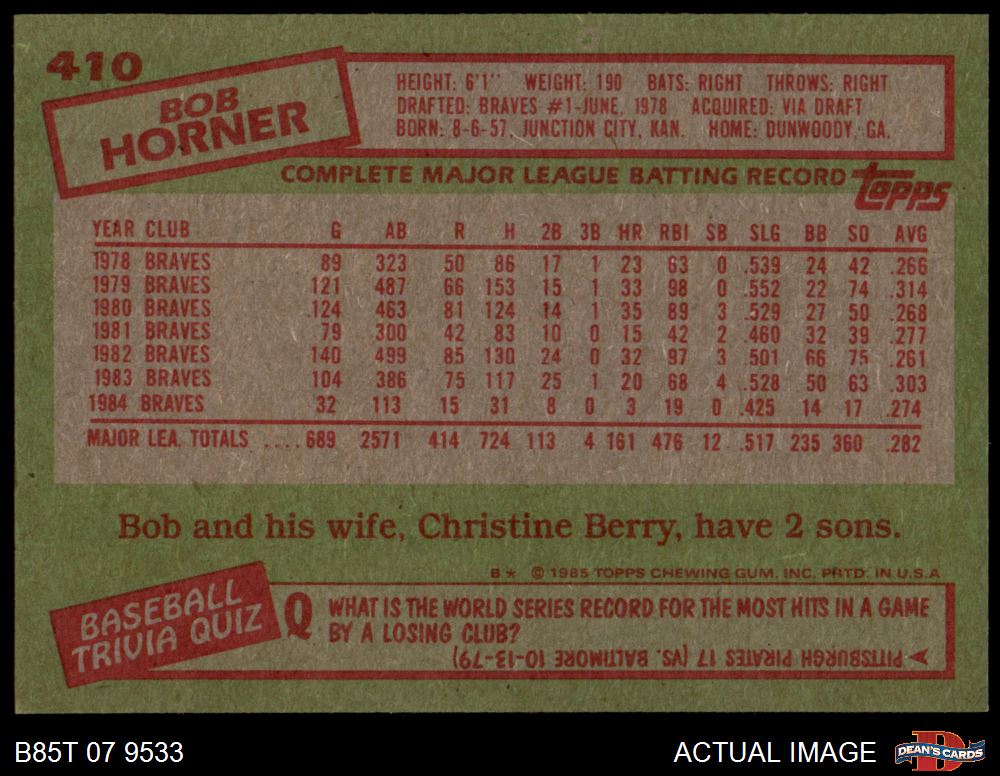 410
BOB
HORNER
HEIGHT: 6'1" WEIGHT: 190 BATS: RIGHT THROWS: RIGHT
DRAFTED: BRAVES #1-JUNE, 1978 ACQUIRED: VIA DRAFT
BORN: 8-6-57, JUNCTION CITY, KAN. HOME: DUNWOODY, GA.
COMPLETE MAJOR LEAGUE BATTING RECORD topps
YEAR CLUB G AB R H 2B 3B HR RBI SB SLG BB SO AVG
1978 BRAVES 89 323 50 86 17 1 23 63 0 .539 24 42 .266
1979 BRAVES 121 487 66 153 15 1 33 98 0 .552 22 74 .314
1980 BRAVES 124 463 81 124 14 1 35 89 3 .529 27 50 .268
1981 BRAVES 79 300 42 83 10 0 15 42 2 .460 32 39 .277
1982 BRAVES 140 499 85 130 24 0 32 97 3 .501 66 75 .261
1983 BRAVES 104 386 75 117 25 1 20 68 4 .528 50 63 .303
1984 BRAVES 32 113 15 31 8 0 3 19 0 .425 14 17 .274
MAJOR LEA. TOTALS ....689 2571 414 724 113 4 161 476 12 .517 235 360 .282
Bob and his wife, Christine Berry, have 2 sons.
B* © 1985 TOPPS CHEWING GUM, INC. PRTD. IN U.S.A
BASEBALL
TRIVIA QUIZ
Q WHAT IS THE WORLD SERIES RECORD FOR THE MOST HITS IN A GAME
BY A LOSING CLUB?
PITTSBURGH PIRATES 17 (VS. BALTIMORE 10-13-79)
B85T 07 9533
ACTUAL IMAGE
DEAN'S CARDS